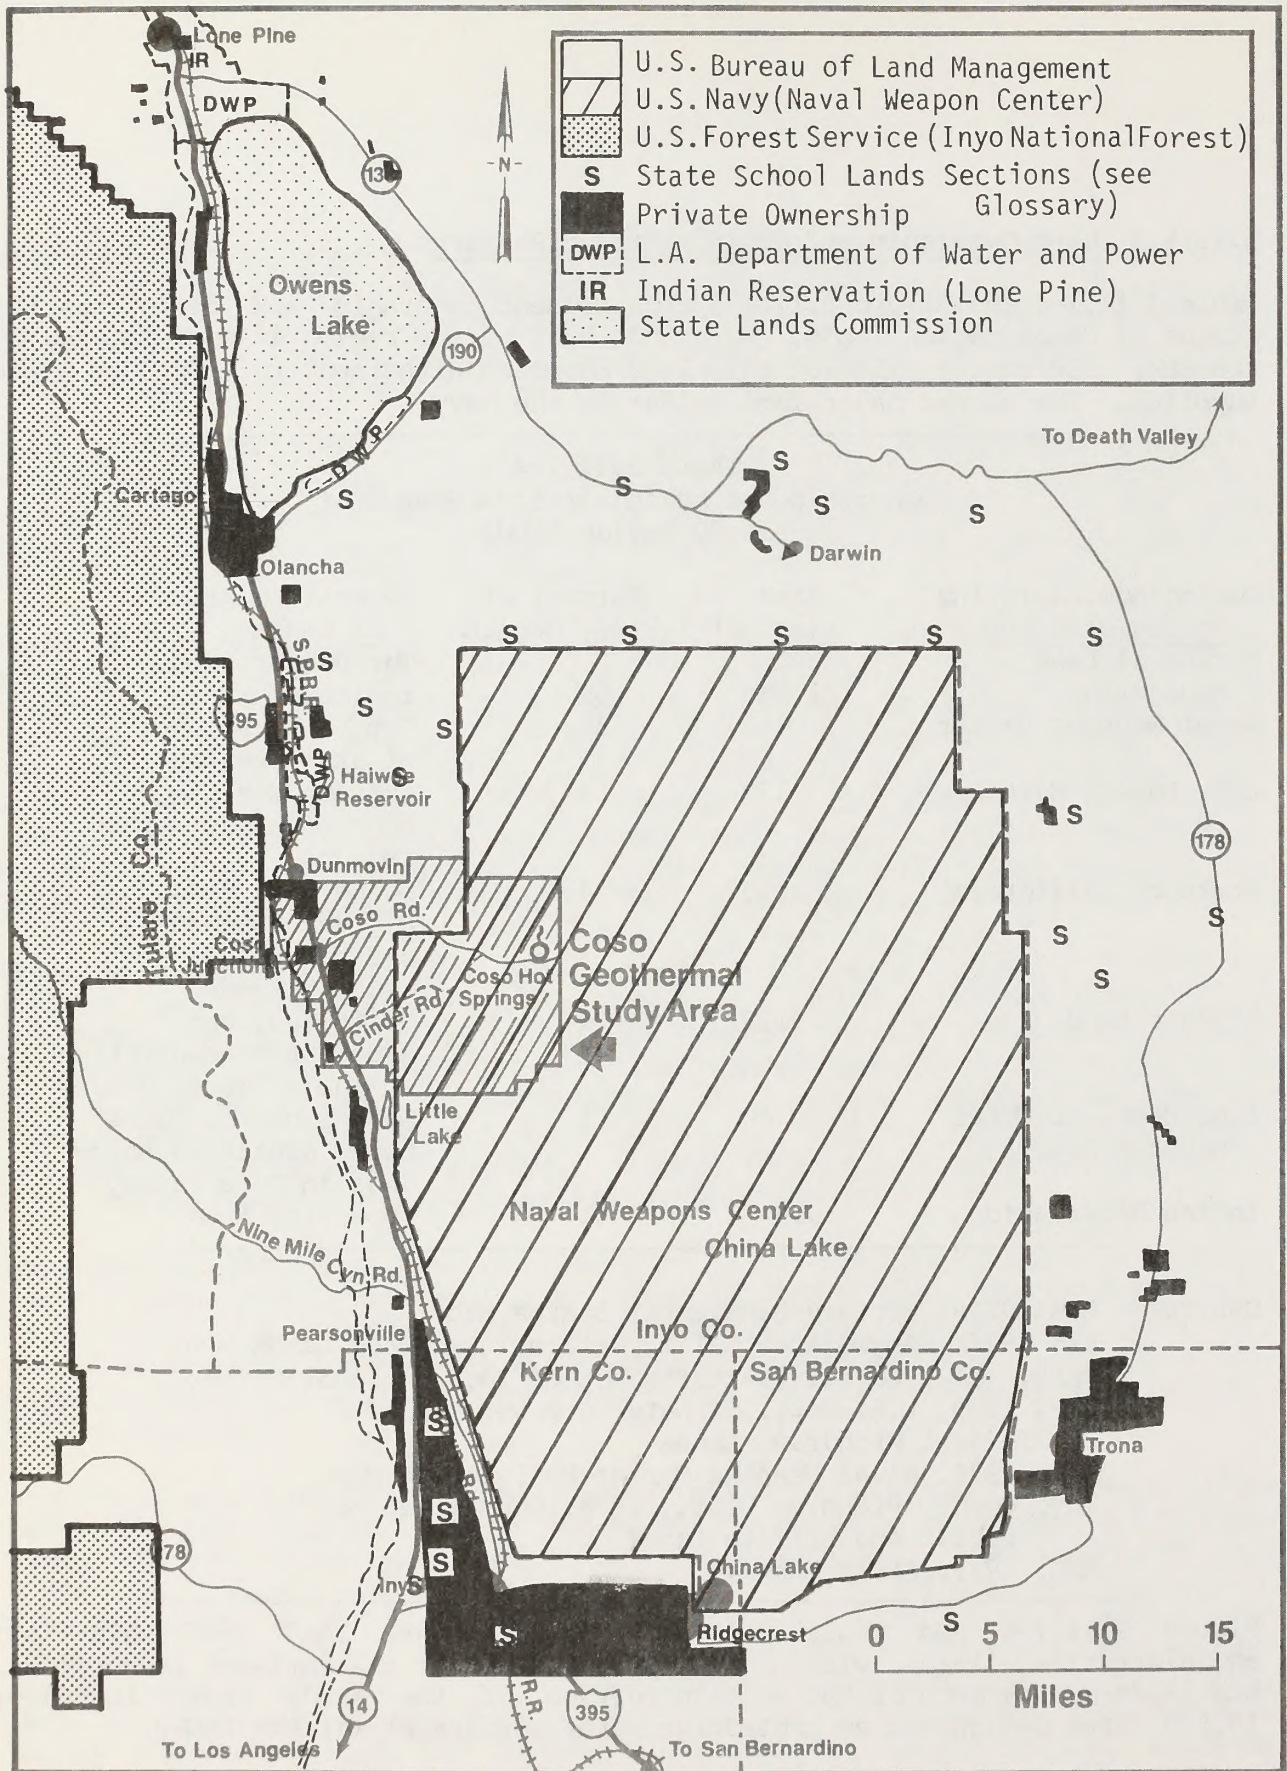 Lone Pine
IR
DWP
U.S. Bureau of Land Management
U.S. Navy (Naval Weapon Center)
U.S. Forest Service (Inyo National Forest)
S State School Lands Sections (see
Glossary)
Private Ownership
DWP L.A. Department of Water and Power
IR Indian Reservation (Lone Pine)
State Lands Commission
-N-
Owens
Lake
190
To Death Valley
DWP
S
S
S
S
S
Cartago
Olancha
Darwin
S
S
S
S
S
S
S
S
395
S
DWP
Haiwee
S
Reservoir
S
178
Dunmovin
Coso Rd.
S
S
S
Coso
Junction
Coso Hot
Springs
Cinder Rd
Coso
Geothermal
Study Area
Tulare Co.
Little
Lake
Naval Weapons Center
China Lake
Nine Mile Cyn Rd.
Pearsonville
Inyo Co.
Kern Co.
San Bernardino Co.
S
Rd
Trona
S
S
78
S
China Lake
Ridgecrest
S
S
0 5 10 15
Miles
14
R.R.
395
To Los Angeles
To San Bernardino